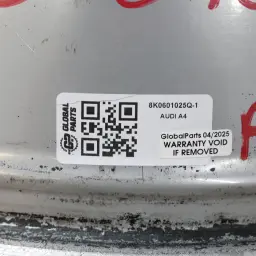 GLOBAL
PARTS
8K0601025Q-1
AUDI A4
GlobalParts 04/2025
WARRANTY VOID
IF REMOVED